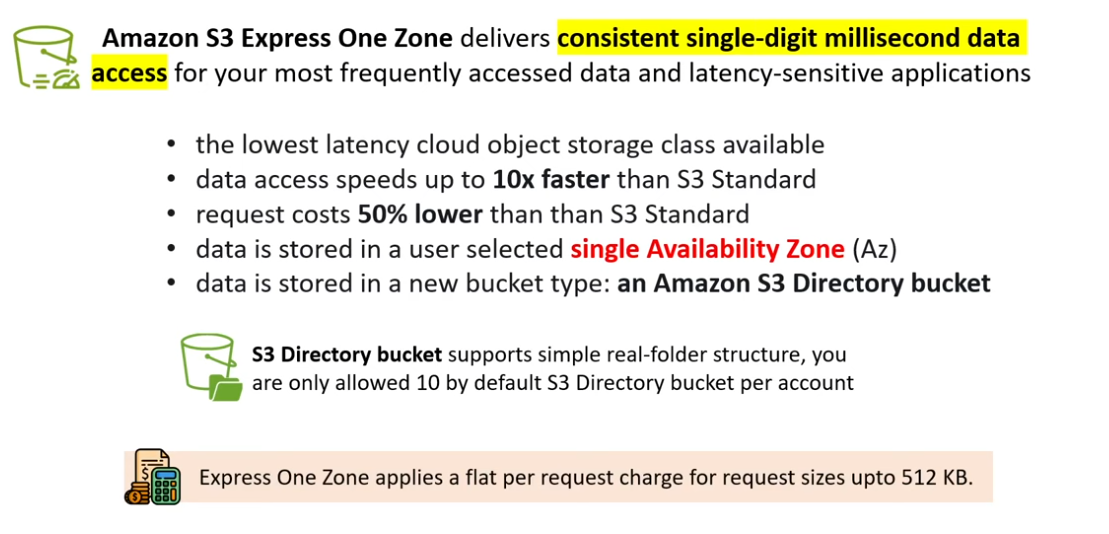 Amazon S3 Express One Zone delivers consistent single-digit millisecond data
access for your most frequently accessed data and latency-sensitive applications
• the lowest latency cloud object storage class available
• data access speeds up to 10x faster than S3 Standard
• request costs 50% lower than than S3 Standard
• data is stored in a user selected single Availability Zone (Az)
• data is stored in a new bucket type: an Amazon S3 Directory bucket
S3 Directory bucket supports simple real-folder structure, you
are only allowed 10 by default S3 Directory bucket per account
Express One Zone applies a flat per request charge for request sizes upto 512 KB.